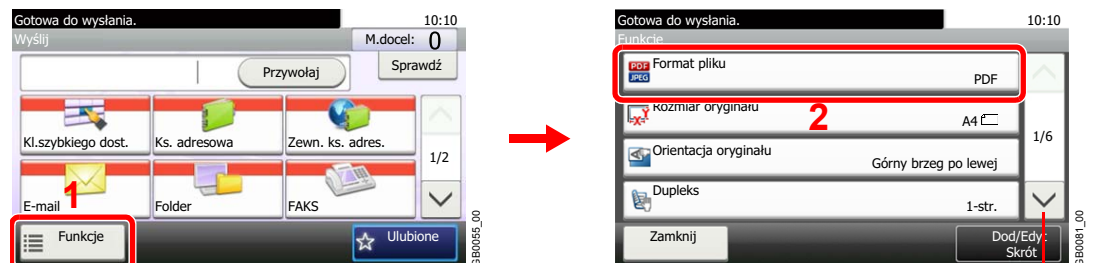 Gotowa do wysłania.
10:10
Wyślij
M.docel: 0
Przywołaj
Sprawdź
Kl.szybkiego dost.
Ks. adresowa
Zewn. ks. adres.
1/2
1
E-mail
Folder
FAKS
Funkcje
Ulubione
GB0055_00
Gotowa do wysłania.
10:10
Funkcje
PDF
JPEG
Format pliku
PDF
Rozmiar oryginału
2
A4
1/6
Orientacja oryginału
Górny brzeg po lewej
Dupleks
1-str.
Zamknij
Dod/Edyt
Skrót
GB0081_00